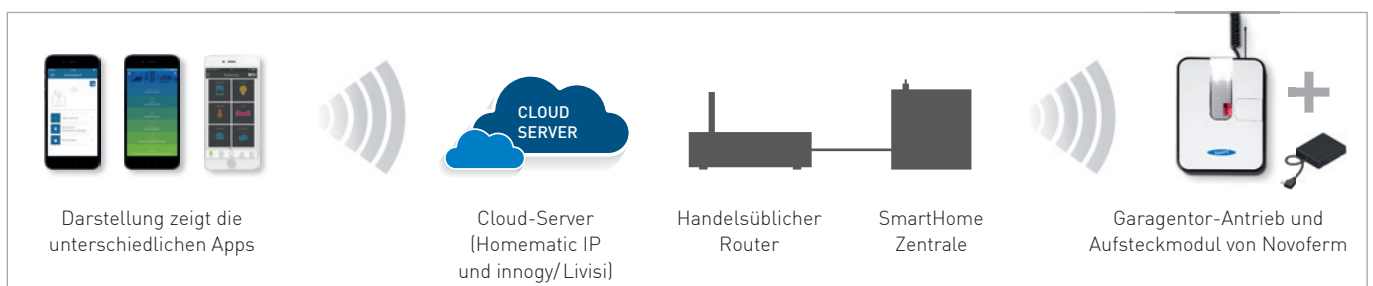 CLOUD
SERVER
Darstellung zeigt die
unterschiedlichen Apps
Cloud-Server
(Homematic IP
und innogy/Livisi)
Handelsüblicher
Router
SmartHome
Zentrale
Garagentor-Antrieb und
Aufsteckmodul von Novoferm